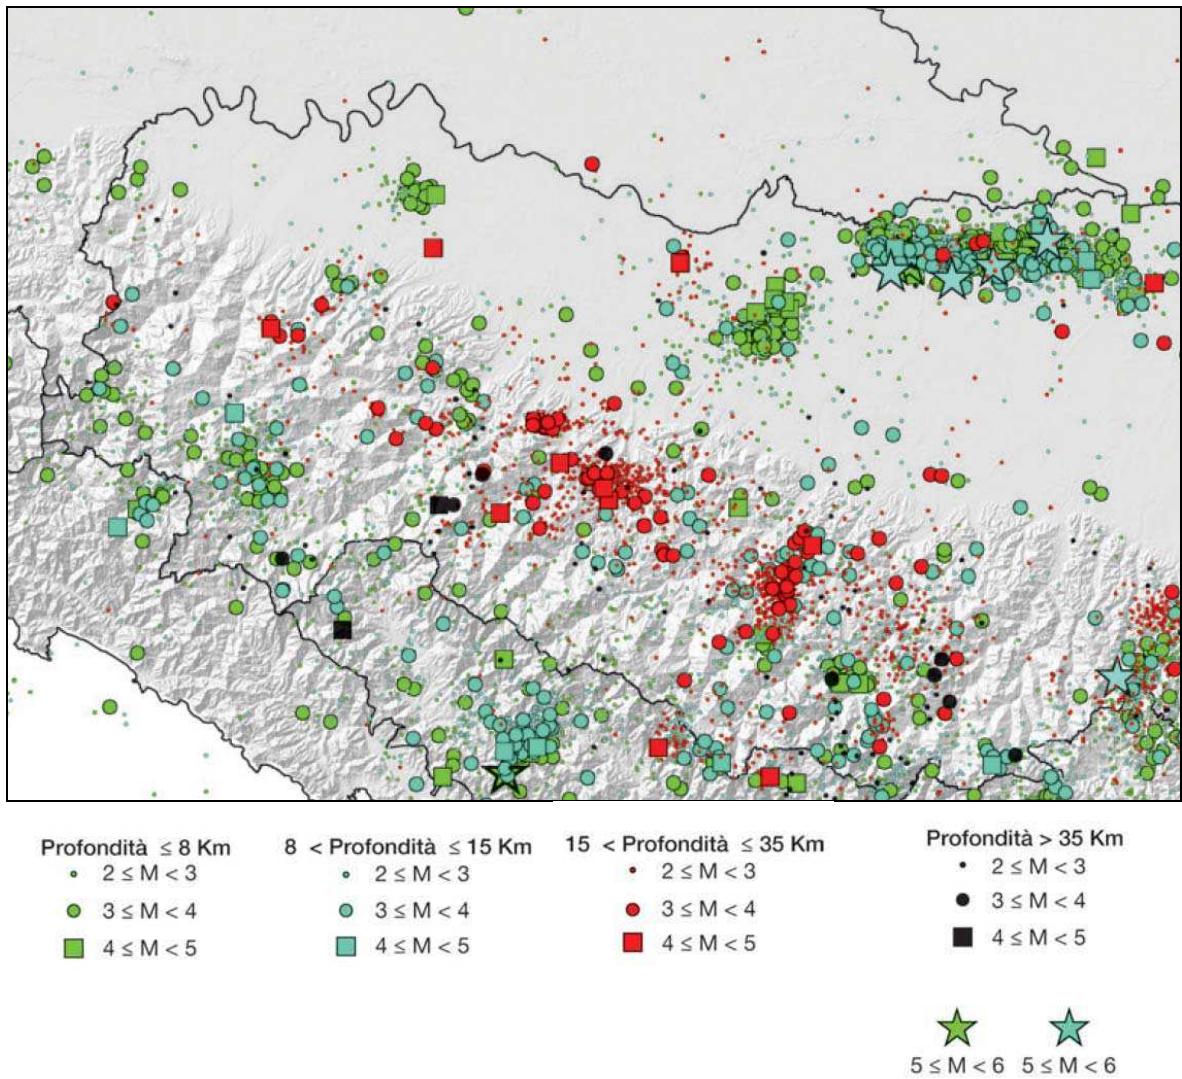 Profondità ≤ 8 Km
2 ≤ M < 3
3 ≤ M < 4
4 ≤ M < 5
8 < Profondità ≤ 15 Km
2 ≤ M < 3
3 ≤ M < 4
4 ≤ M < 5
15 < Profondità ≤ 35 Km
2 ≤ M < 3
3 ≤ M < 4
4 ≤ M < 5
Profondità > 35 Km
2 ≤ M < 3
3 ≤ M < 4
4 ≤ M < 5
5 ≤ M < 6 5 ≤ M < 6